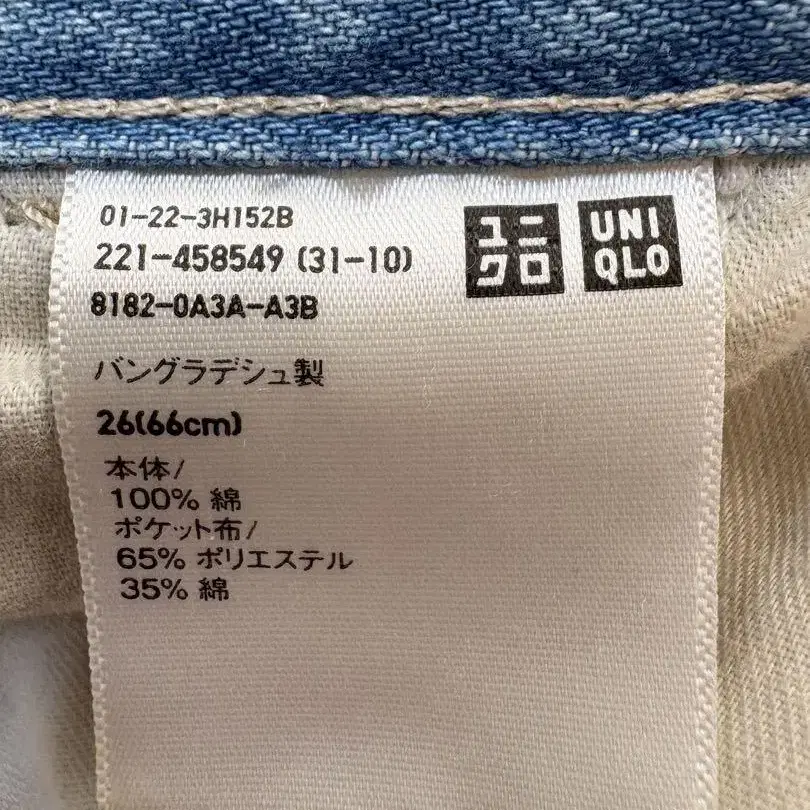 01-22-3H152B
221-458549 (31-10)
8182-0A3A-A3B
ユニ
クロ
UNI
QLO
バングラデシュ製
26(66cm)
本体/
100% 綿
ポケット布/
65% ポリエステル
35% 綿